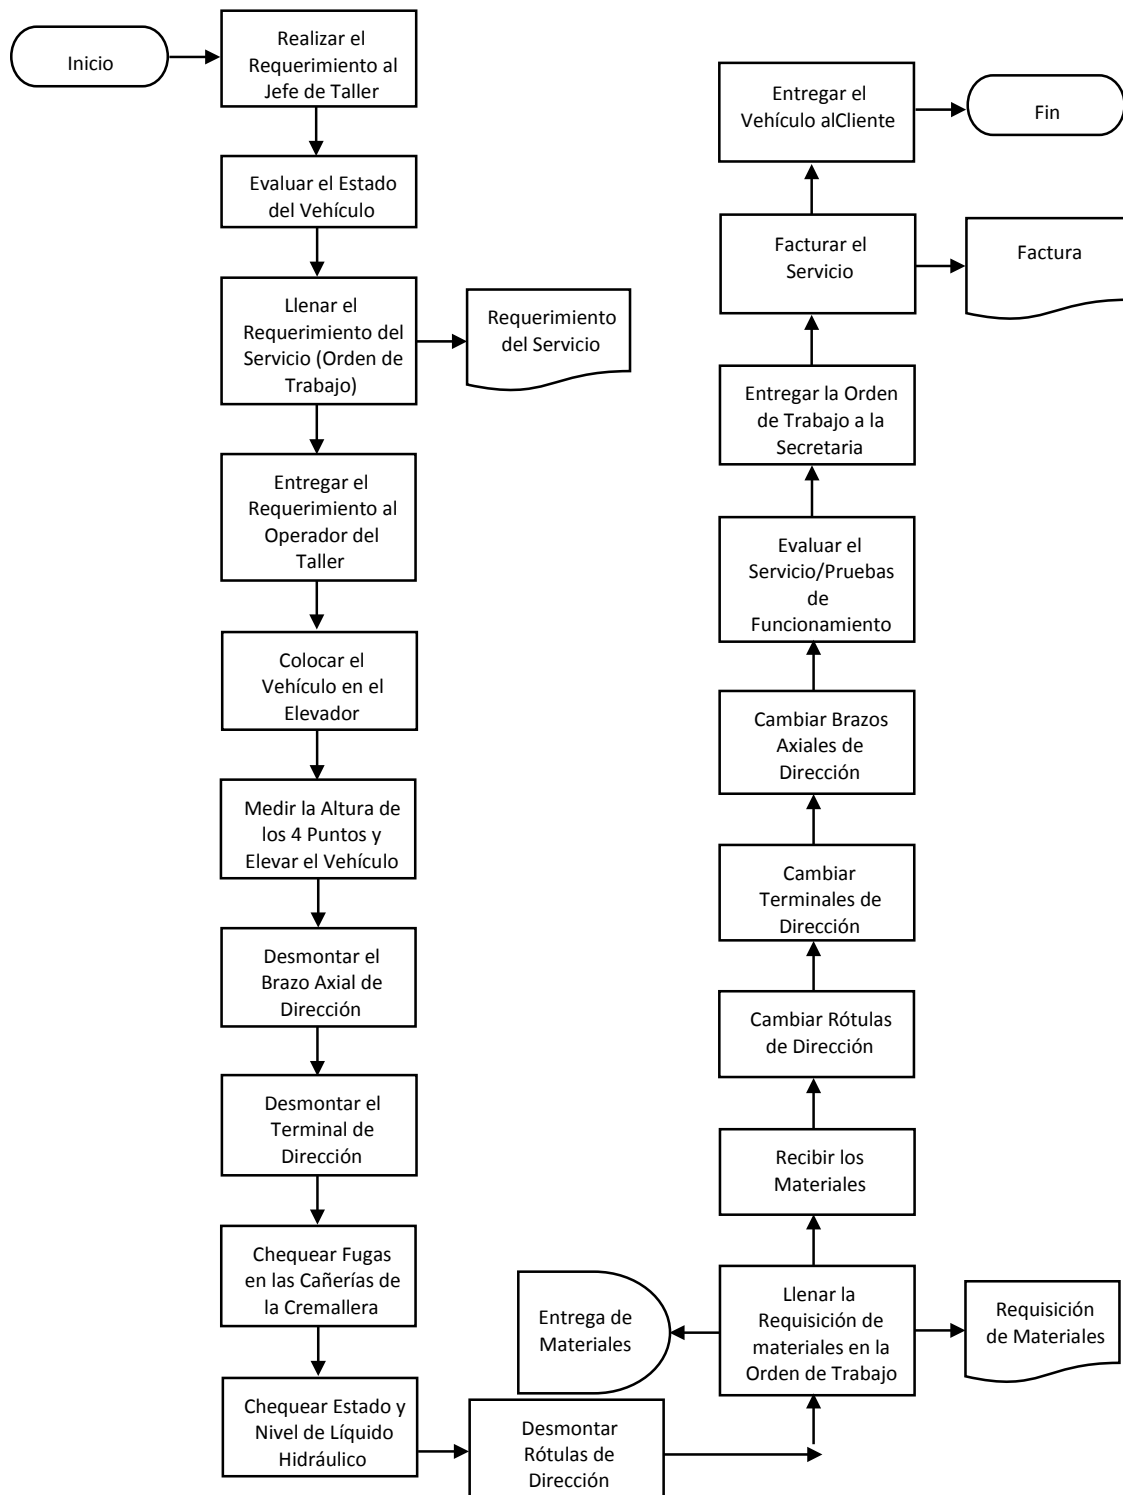 Inicio
Realizar el
Requerimiento al
Jefe de Taller
Evaluar el Estado
del Vehículo
Llenar el
Requerimiento del
Servicio (Orden de
Trabajo)
Requerimiento
del Servicio
Entregar el
Requerimiento al
Operador del
Taller
Colocar el
Vehículo en el
Elevador
Medir la Altura de
los 4 Puntos y
Elevar el Vehículo
Desmontar el
Brazo Axial de
Dirección
Desmontar el
Terminal de
Dirección
Chequear Fugas
en las Cañerías de
la Cremallera
Chequear Estado y
Nivel de Líquido
Hidráulico
Desmontar
Rótulas de
Dirección
Llenar la
Requisición de
materiales en la
Orden de Trabajo
Entrega de
Materiales
Requisición
de Materiales
Recibir los
Materiales
Cambiar Rótulas
de Dirección
Cambiar
Terminales de
Dirección
Cambiar Brazos
Axiales de
Dirección
Evaluar el
Servicio/Pruebas
de
Funcionamiento
Entregar la Orden
de Trabajo a la
Secretaria
Facturar el
Servicio
Factura
Entregar el
Vehículo alCliente
Fin